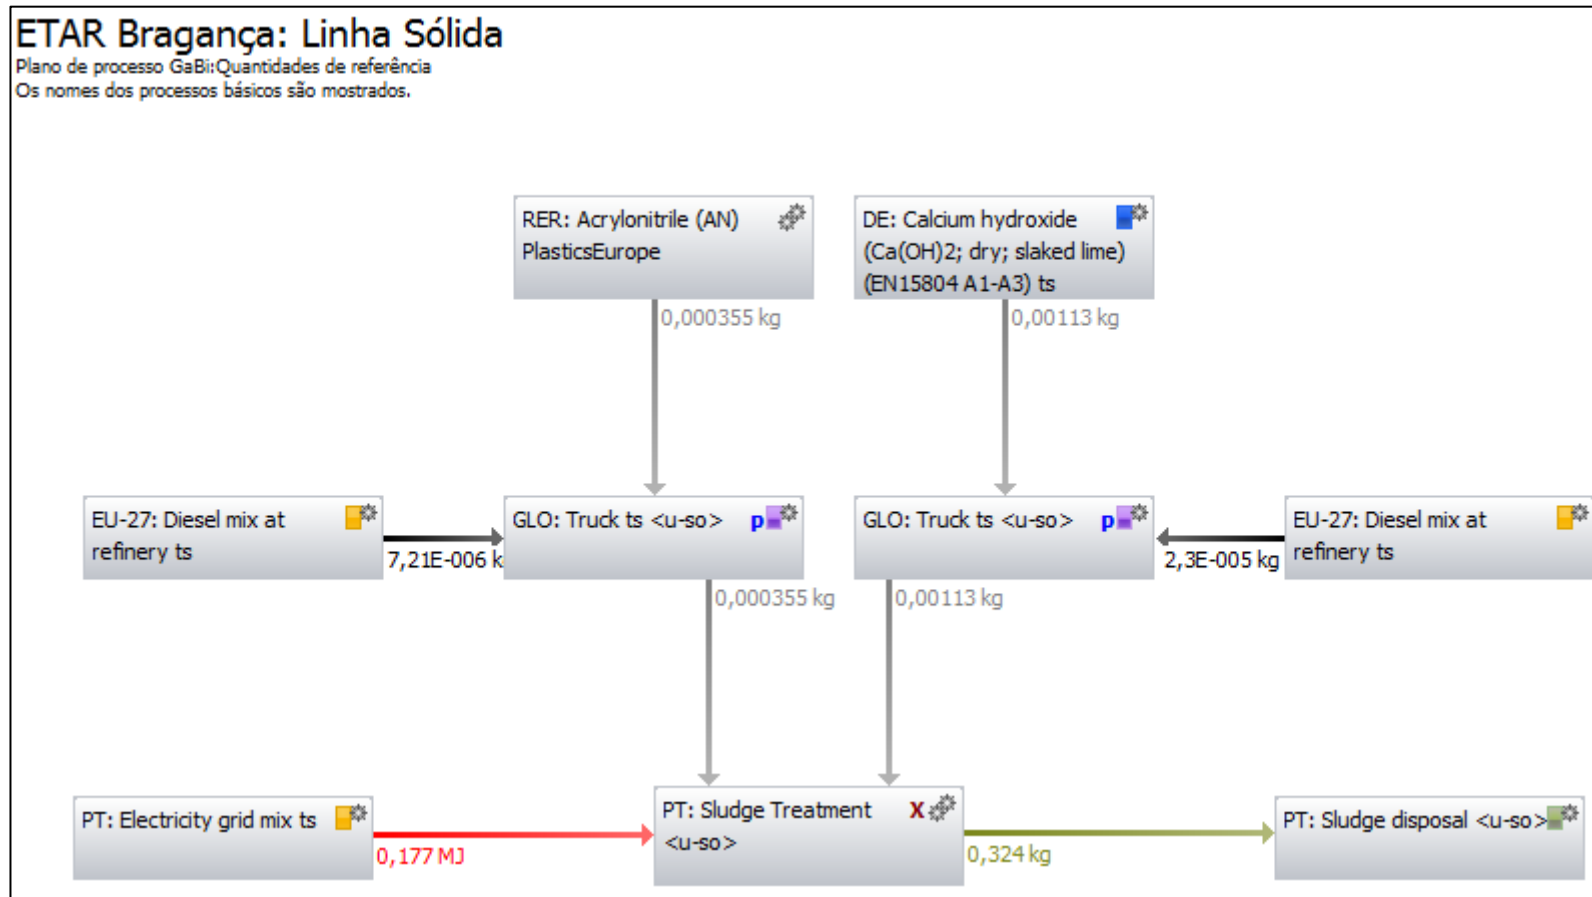 ETAR Bragança: Linha Sólida
Plano de processo GaBi:Quantidades de referência
Os nomes dos processos básicos são mostrados.
RER: Acrylonitrile (AN)
PlasticsEurope
DE: Calcium hydroxide
(Ca(OH)2; dry; slaked lime)
(EN15804 A1-A3) ts
0,000355 kg
0,00113 kg
EU-27: Diesel mix at
refinery ts
7,21E-006 k
GLO: Truck ts <u-so>
p
GLO: Truck ts <u-so>
p
2,3E-005 kg
EU-27: Diesel mix at
refinery ts
0,000355 kg
0,00113 kg
PT: Electricity grid mix ts
0,177 MJ
PT: Sludge Treatment
<u-so>
X
0,324 kg
PT: Sludge disposal <u-so>